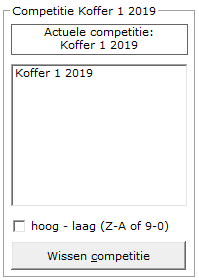 Competitie Koffer 1 2019
Actuele competitie:
Koffer 1 2019
Koffer 1 2019
hoog - laag (Z-A of 9-0)
Wissen competitie